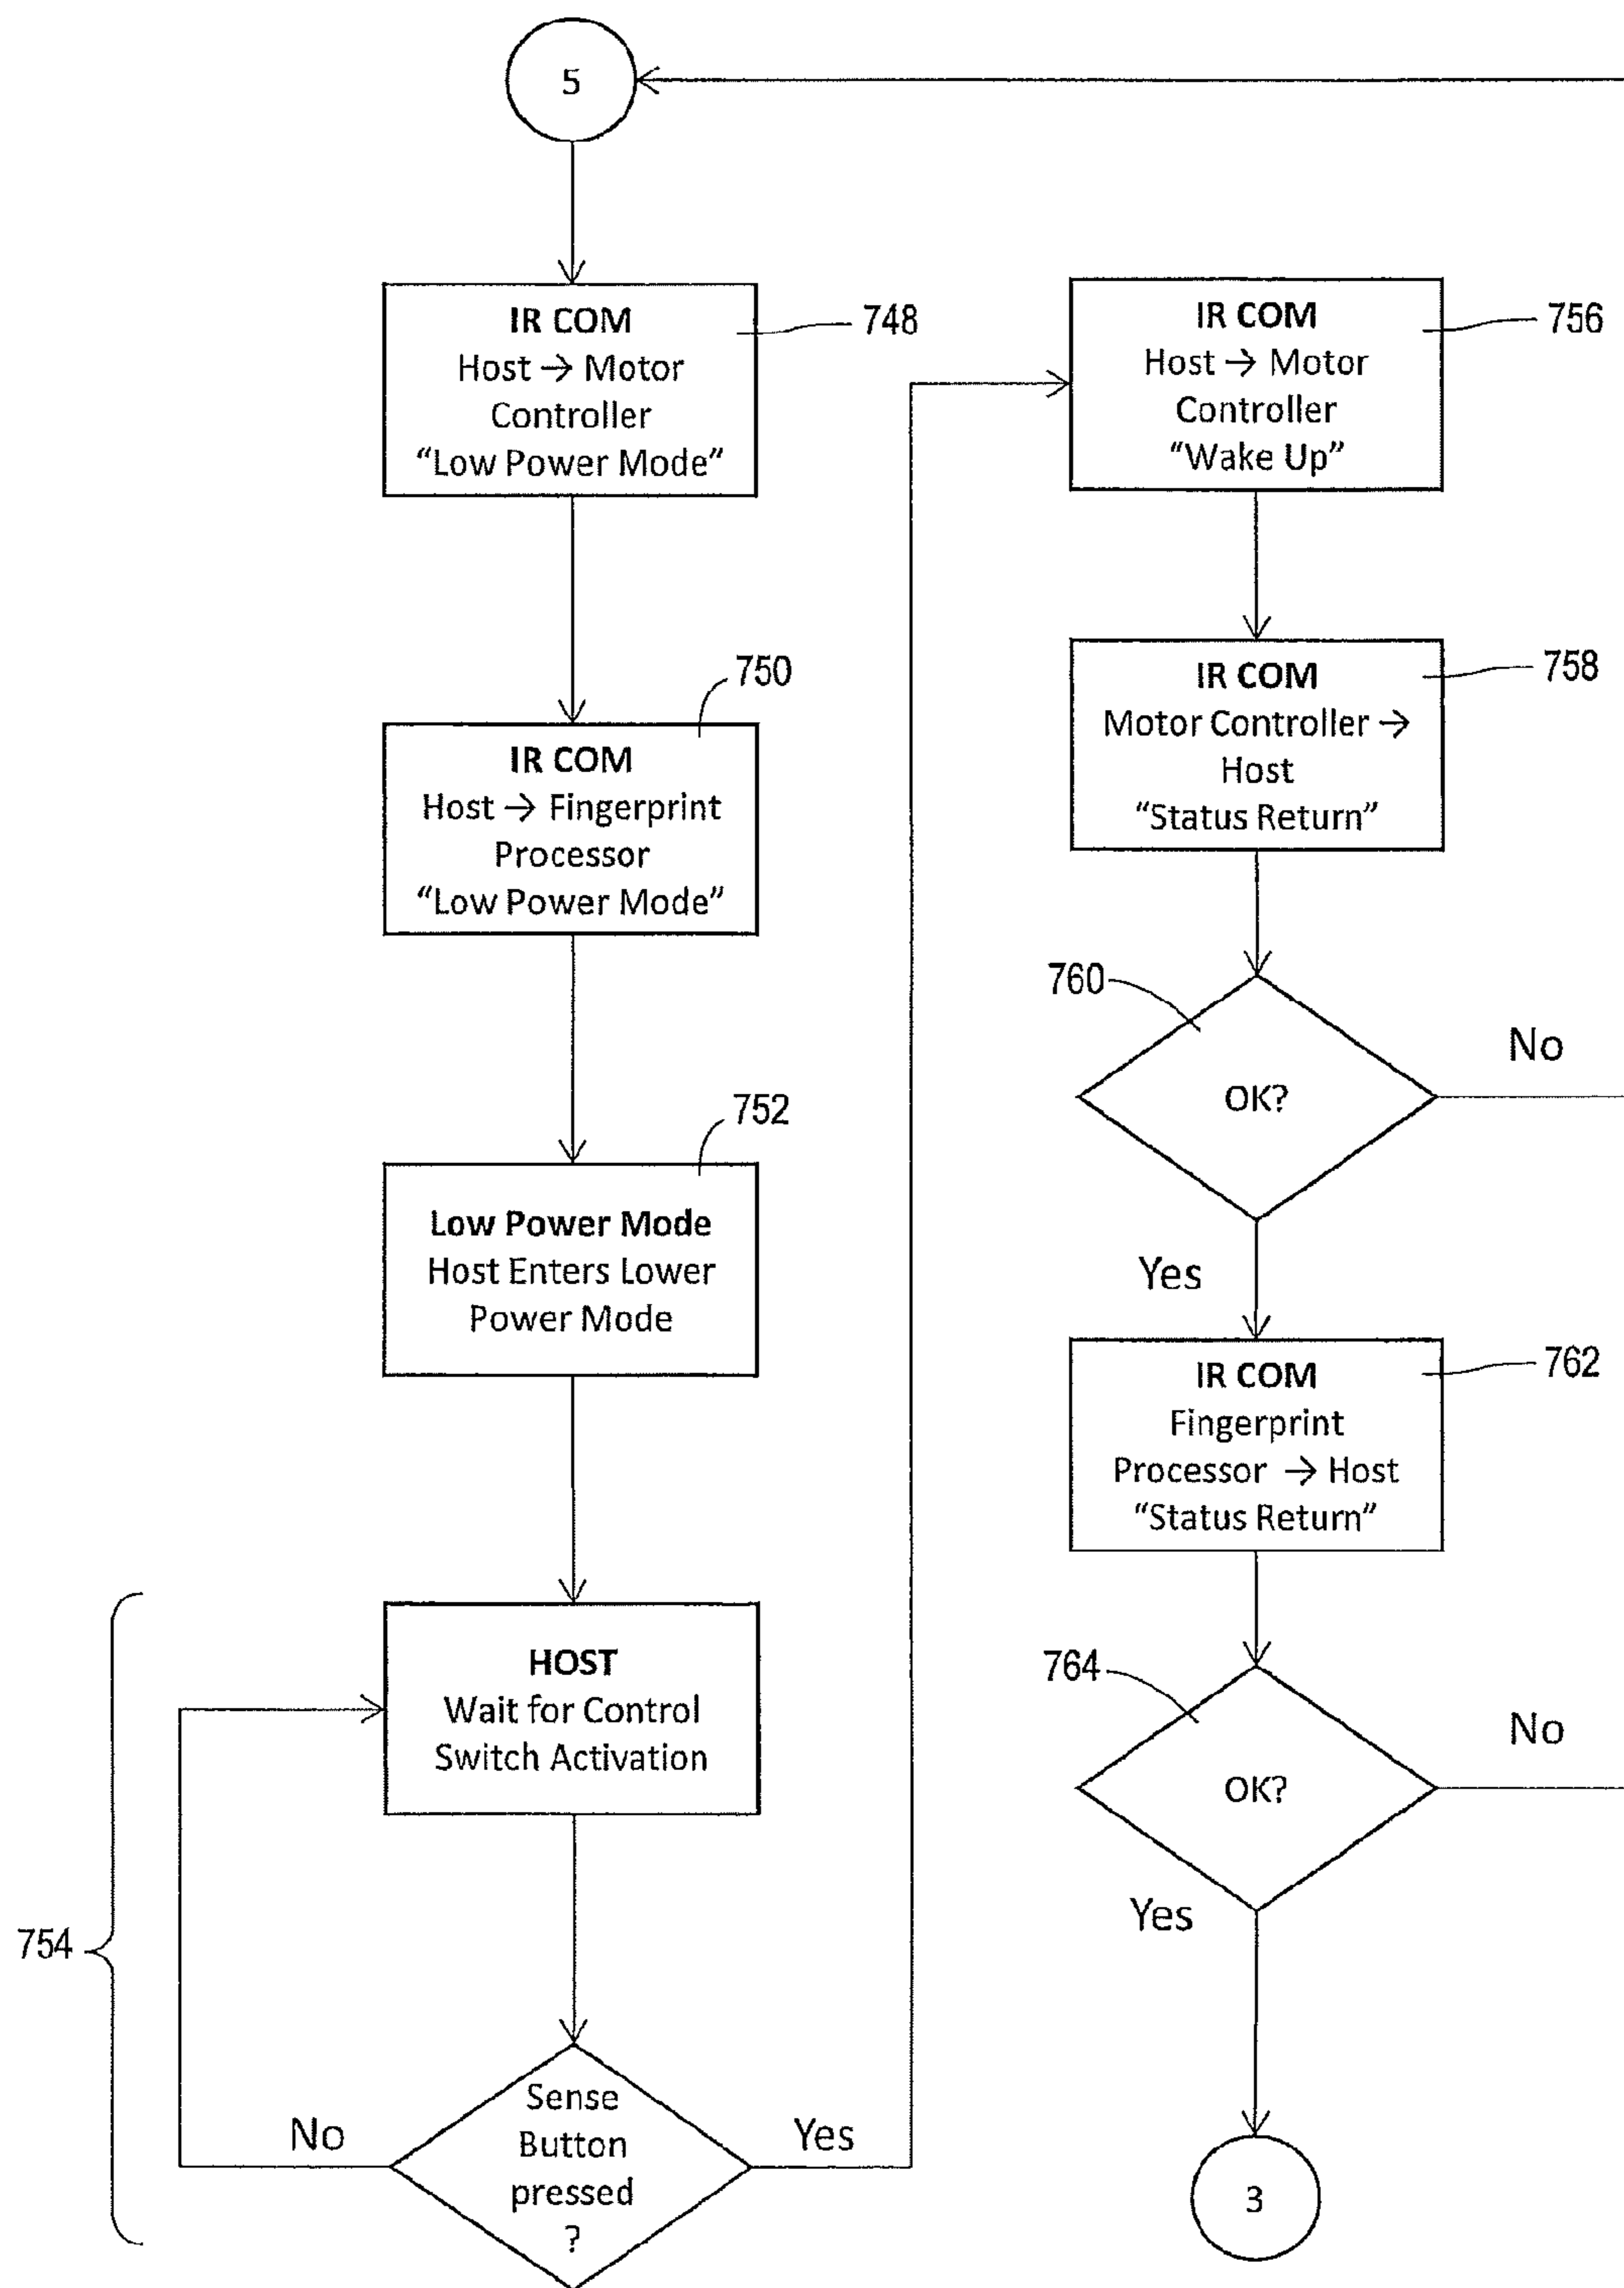 5
IR COM
Host → Motor
Controller
“Low Power Mode”
748
IR COM
Host → Fingerprint
Processor
“Low Power Mode”
750
Low Power Mode
Host Enters Lower
Power Mode
752
HOST
Wait for Control
Switch Activation
754
Sense
Button
pressed
?
No
Yes
IR COM
Host → Motor
Controller
“Wake Up”
756
IR COM
Motor Controller →
Host
“Status Return”
758
760
OK?
No
Yes
IR COM
Fingerprint
Processor → Host
“Status Return”
762
764
OK?
No
Yes
3